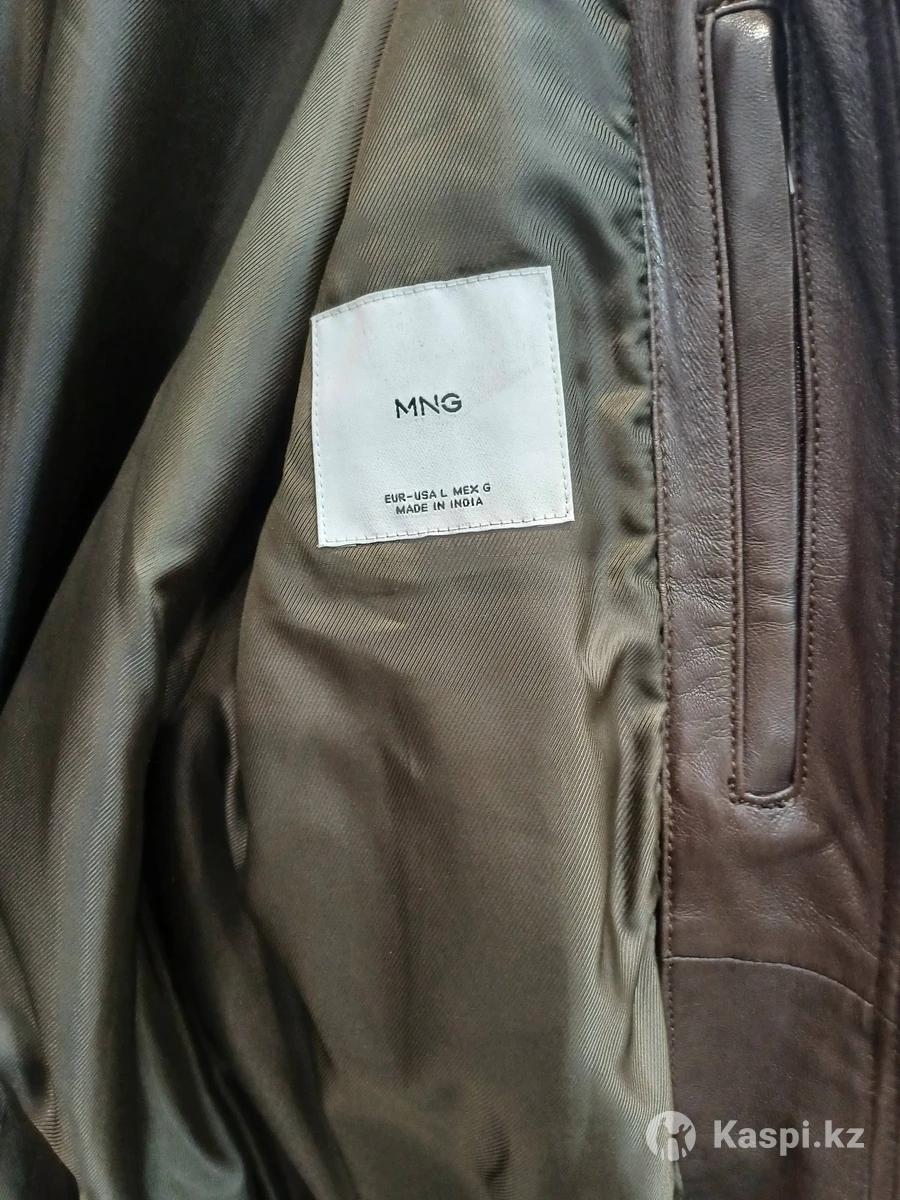 MNG
EUR-USA L MEX G
MADE IN INDIA
Kaspi.kz